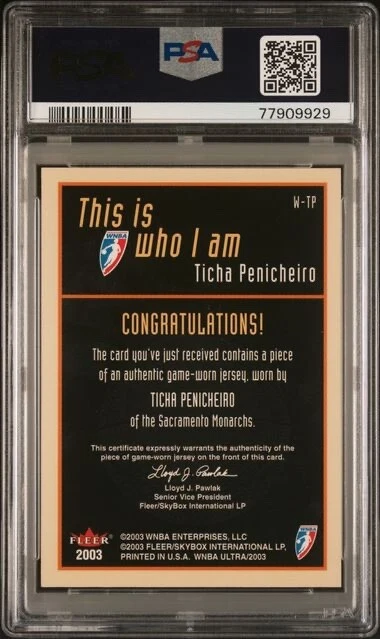 PSA
PSA
77909929
W-TP
This is
WNBA
who I am
Ticha Penicheiro
CONGRATULATIONS!
The card you've just received contains a piece
of an authentic game-worn jersey, worn by
TICHA PENICHEIRO
of the Sacramento Monarchs.
This certificate expressly warrants the authenticity of the
piece of game-worn jersey on the front of this card.
Lloyd J. Pawlak
Lloyd J. Pawlak
Senior Vice President
Fleer/SkyBox International LP
FLEER
2003
©2003 WNBA ENTERPRISES, LLC
©2003 FLEER/SKYBOX INTERNATIONAL LP,
PRINTED IN U.S.A. WNBA ULTRA/2003
WNBA
PSA